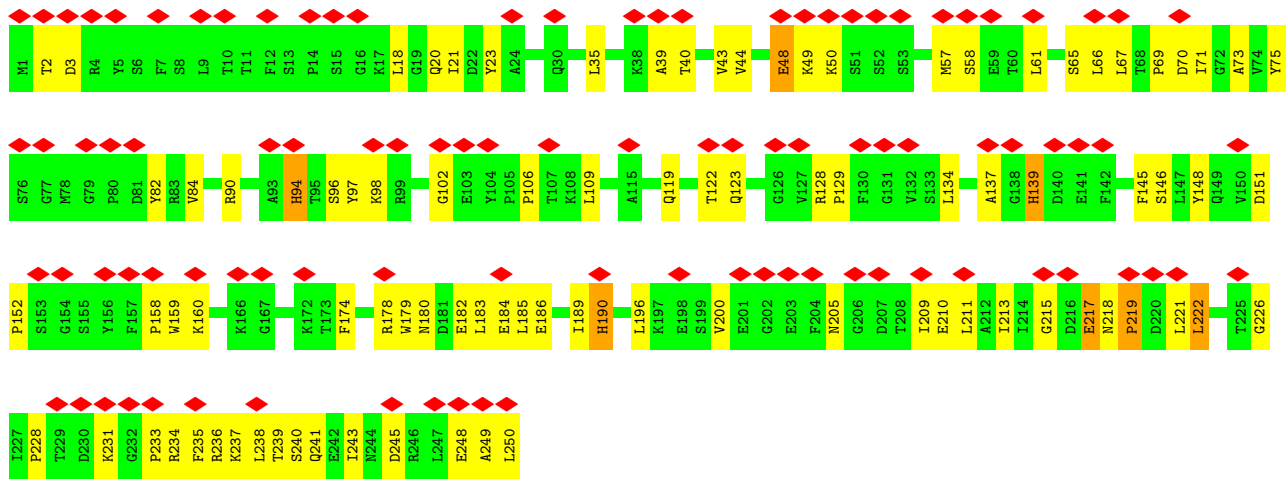 M1 T2 D3 R4 Y5 S6 F7 S8 L9 T10 T11 F12 S13 P14 S15 G16 K17 L18 G19 Q20 I21 D22 Y23 A24 Q30 L35 K38 A39 T40 V43 V44 E48 K49 K50 S51 S52 S53 M57 S58 E59 T60 L61 S65 L66 L67 T68 P69 D70 I71 G72 A73 V74 Y75
S76 G77 M78 G79 P80 D81 Y82 R83 V84 R90 A93 H94 T95 S96 Y97 K98 R99 G102 E103 Y104 P105 P106 T107 K108 L109 A115 Q119 T122 Q123 G126 V127 R128 P129 F130 G131 V132 S133 L134 A137 G138 H139 D140 E141 F142 F145 S146 L147 Y148 Q149 V150 D151
P152 S153 G154 S155 Y156 F157 P158 W159 K160 K166 G167 K172 T173 F174 R178 W179 N180 D181 E182 L183 E184 L185 E186 I189 H190 L196 K197 E198 S199 V200 E201 G202 E203 F204 N205 G206 D207 T208 I209 E210 L211 A212 I213 I214 G215 D216 E217 N218 P219 D220 L221 L222 T225 G226
I227 P228 T229 D230 K231 G232 P233 R234 F235 R236 K237 L238 T239 S240 Q241 E242 I243 N244 D245 R246 L247 E248 A249 L250